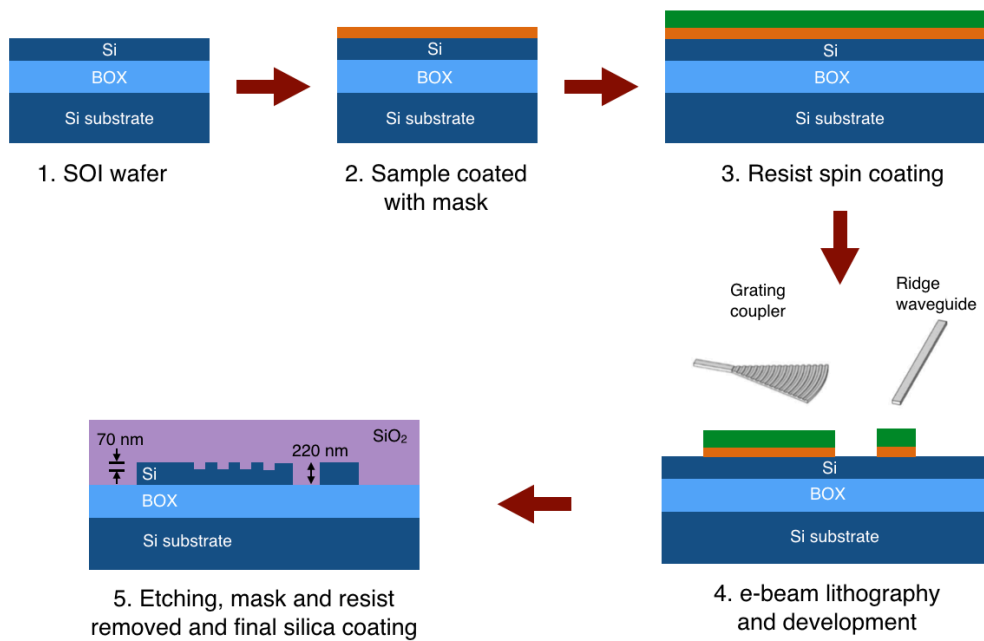 Si
BOX
Si substrate
1. SOI wafer
Si
BOX
Si substrate
2. Sample coated
with mask
Si
BOX
Si substrate
3. Resist spin coating
Grating
coupler
Ridge
waveguide
Si
BOX
Si substrate
4. e-beam lithography
and development
70 nm
220 nm
SiO₂
Si
BOX
Si substrate
5. Etching, mask and resist
removed and final silica coating